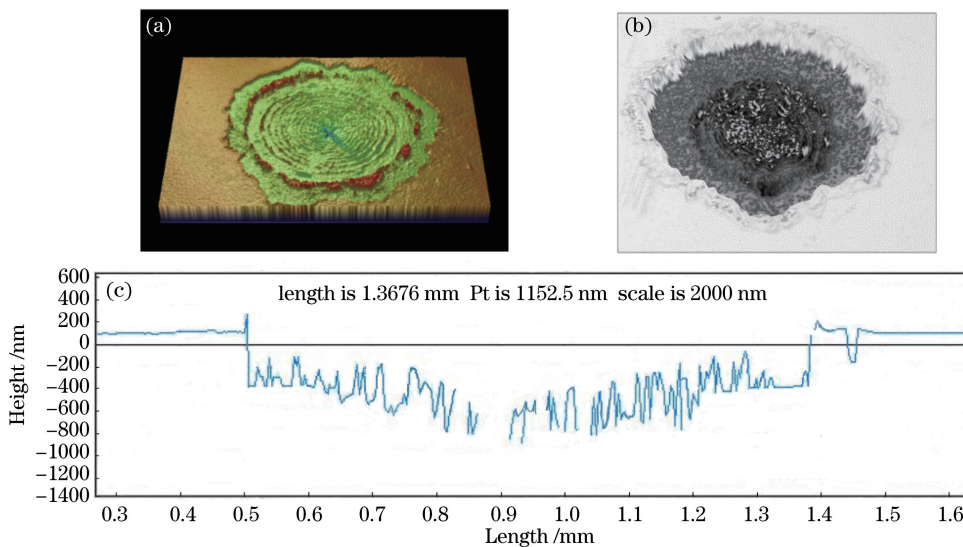 (a)
(b)
(c)
length is 1.3676 mm Pt is 1152.5 nm scale is 2000 nm
600
400
200
0
−200
−400
−600
−800
−1000
−1200
−1400
Height /nm
0.3 0.4 0.5 0.6 0.7 0.8 0.9 1.0 1.1 1.2 1.3 1.4 1.5 1.6
Length /mm